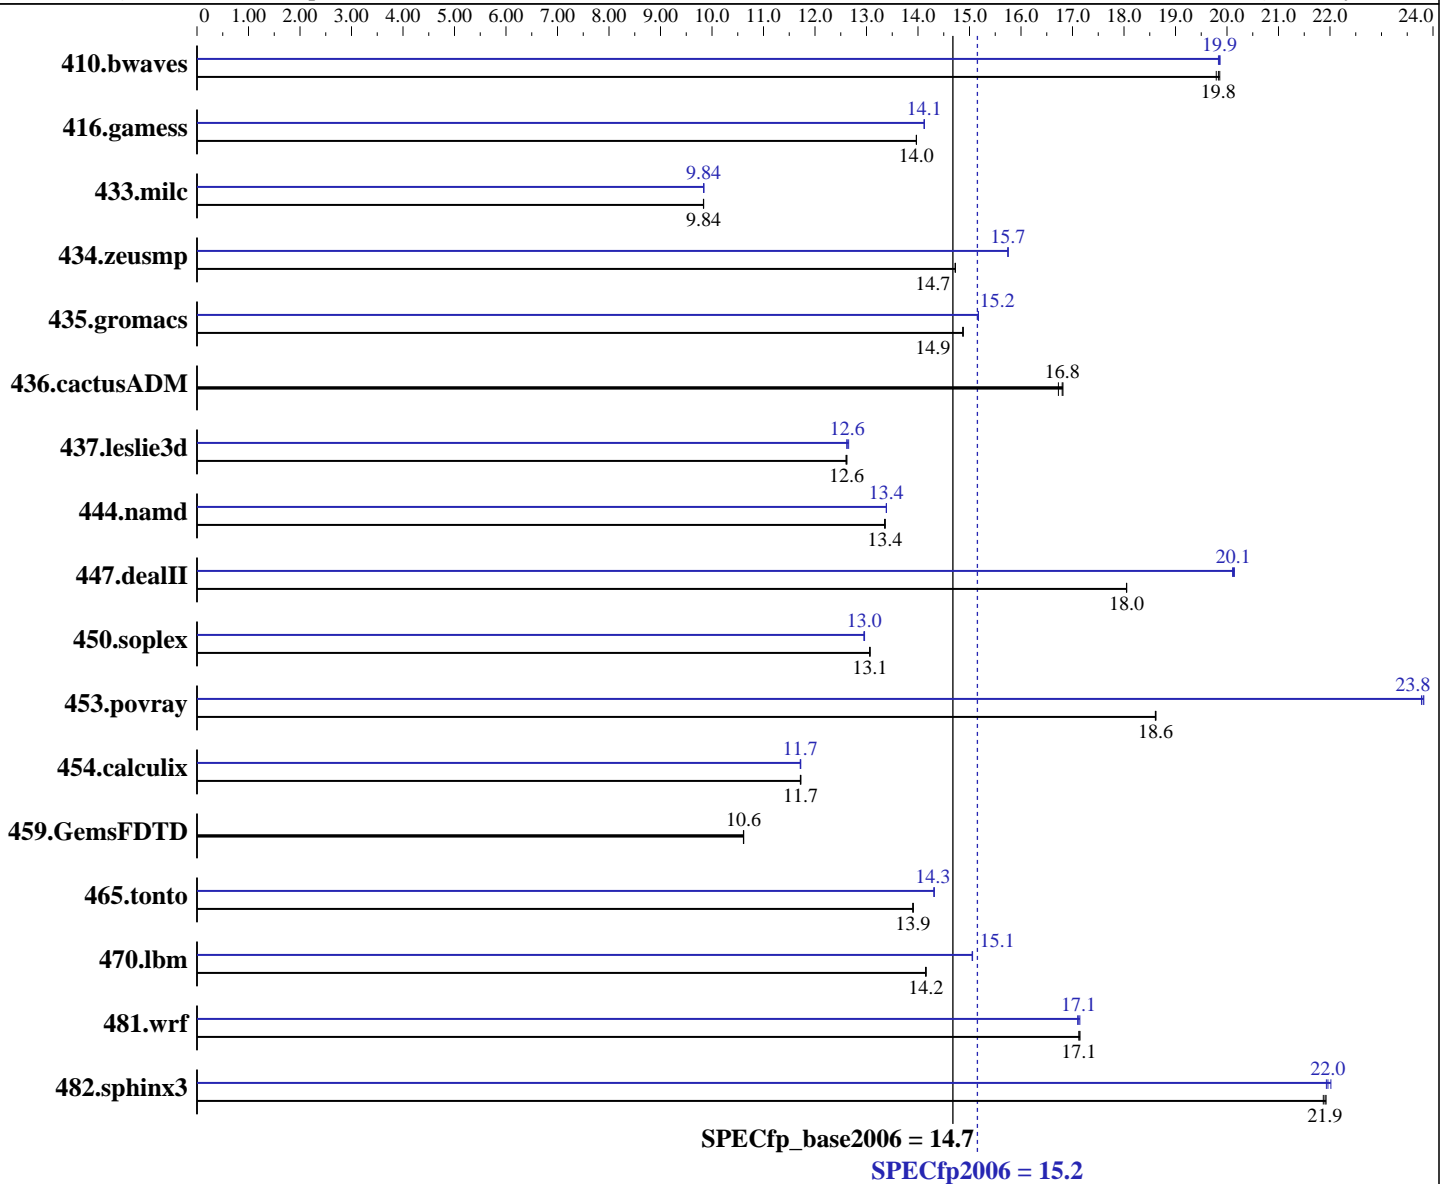 0 1.00 2.00 3.00 4.00 5.00 6.00 7.00 8.00 9.00 10.0 11.0 12.0 13.0 14.0 15.0 16.0 17.0 18.0 19.0 20.0 21.0 22.0 24.0
410.bwaves
19.9
19.8
416.gamess
14.1
14.0
433.milc
9.84
9.84
434.zeusmp
15.7
14.7
435.gromacs
15.2
14.9
436.cactusADM
16.8
437.leslie3d
12.6
12.6
444.namd
13.4
13.4
447.dealII
20.1
18.0
450.soplex
13.0
13.1
453.povray
23.8
18.6
454.calculix
11.7
11.7
459.GemsFDTD
10.6
465.tonto
14.3
13.9
470.lbm
15.1
14.2
481.wrf
17.1
17.1
482.sphinx3
22.0
21.9
SPECfp_base2006 = 14.7
SPECfp2006 = 15.2